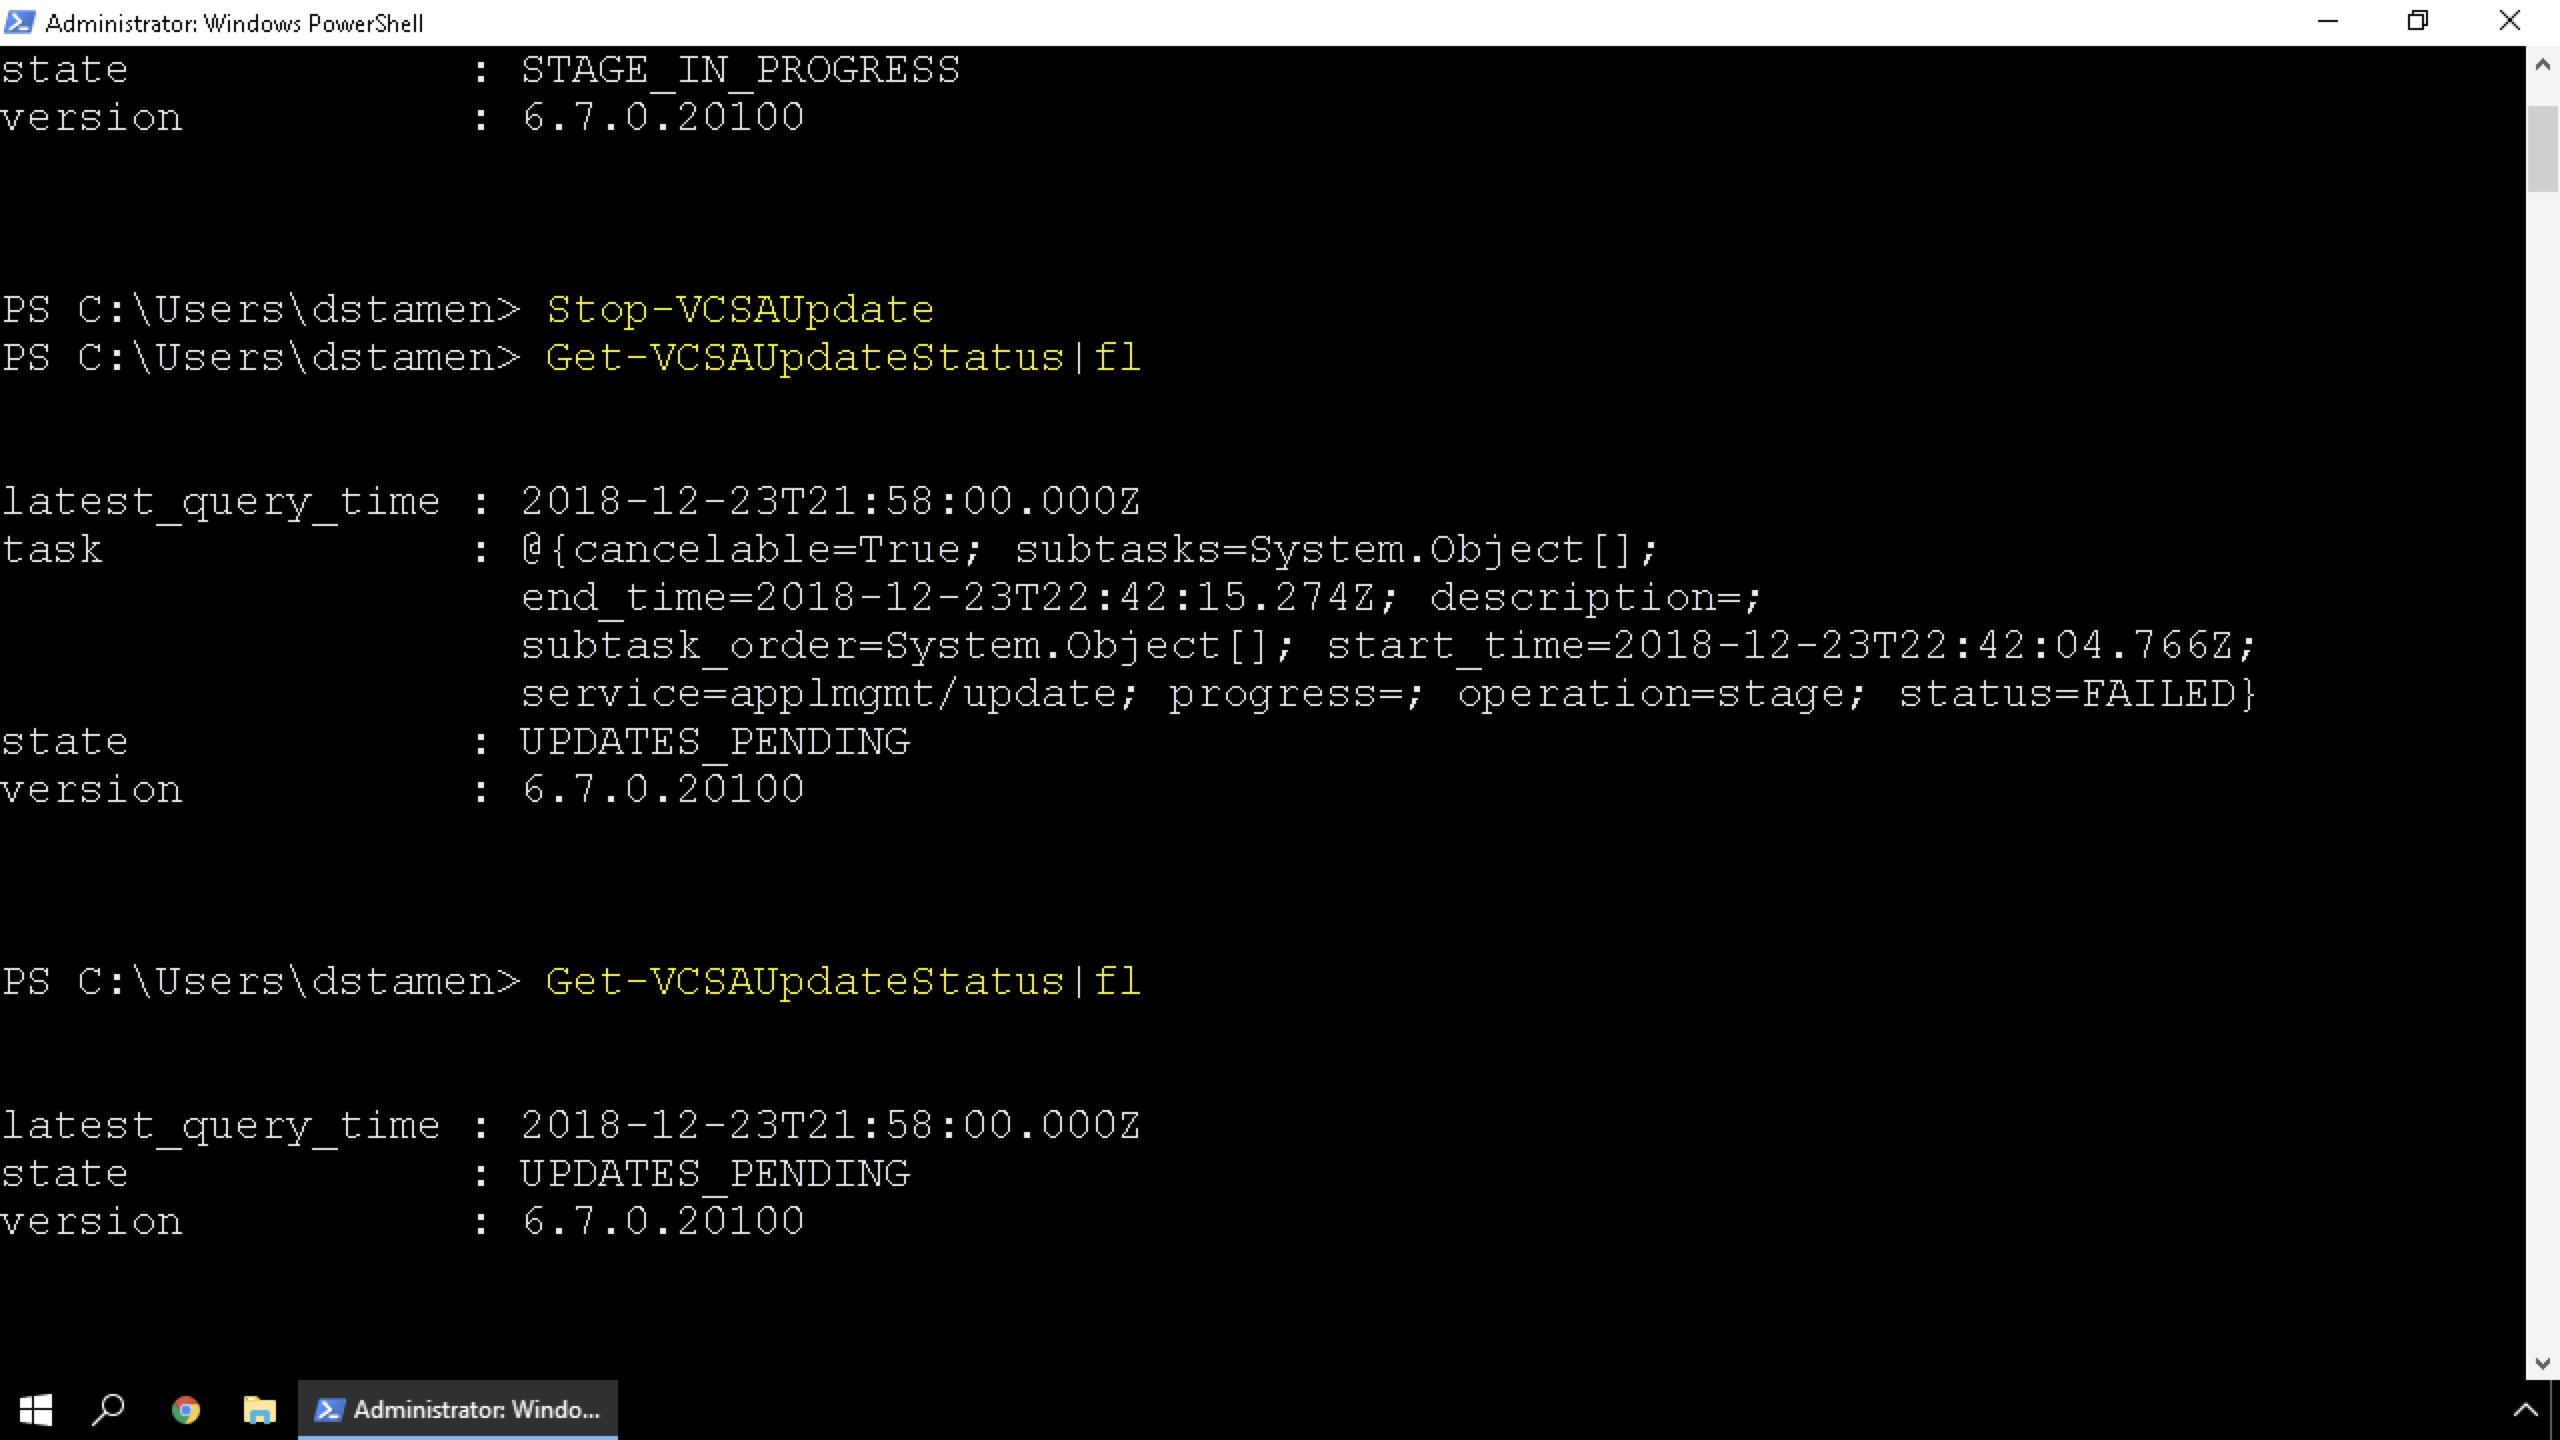 Administrator: Windows PowerShell
state : STAGE_IN_PROGRESS
version : 6.7.0.20100
PS C:\Users\dstamen> Stop-VCSAUpdate
PS C:\Users\dstamen> Get-VCSAUpdateStatus|fl
latest_query_time : 2018-12-23T21:58:00.000Z
task : @{cancelable=True; subtasks=System.Object[];
end_time=2018-12-23T22:42:15.274Z; description=;
subtask_order=System.Object[]; start_time=2018-12-23T22:42:04.766Z;
service=applmgmt/update; progress=; operation=stage; status=FAILED}
state : UPDATES_PENDING
version : 6.7.0.20100
PS C:\Users\dstamen> Get-VCSAUpdateStatus|fl
latest_query_time : 2018-12-23T21:58:00.000Z
state : UPDATES_PENDING
version : 6.7.0.20100
Administrator: Windo...